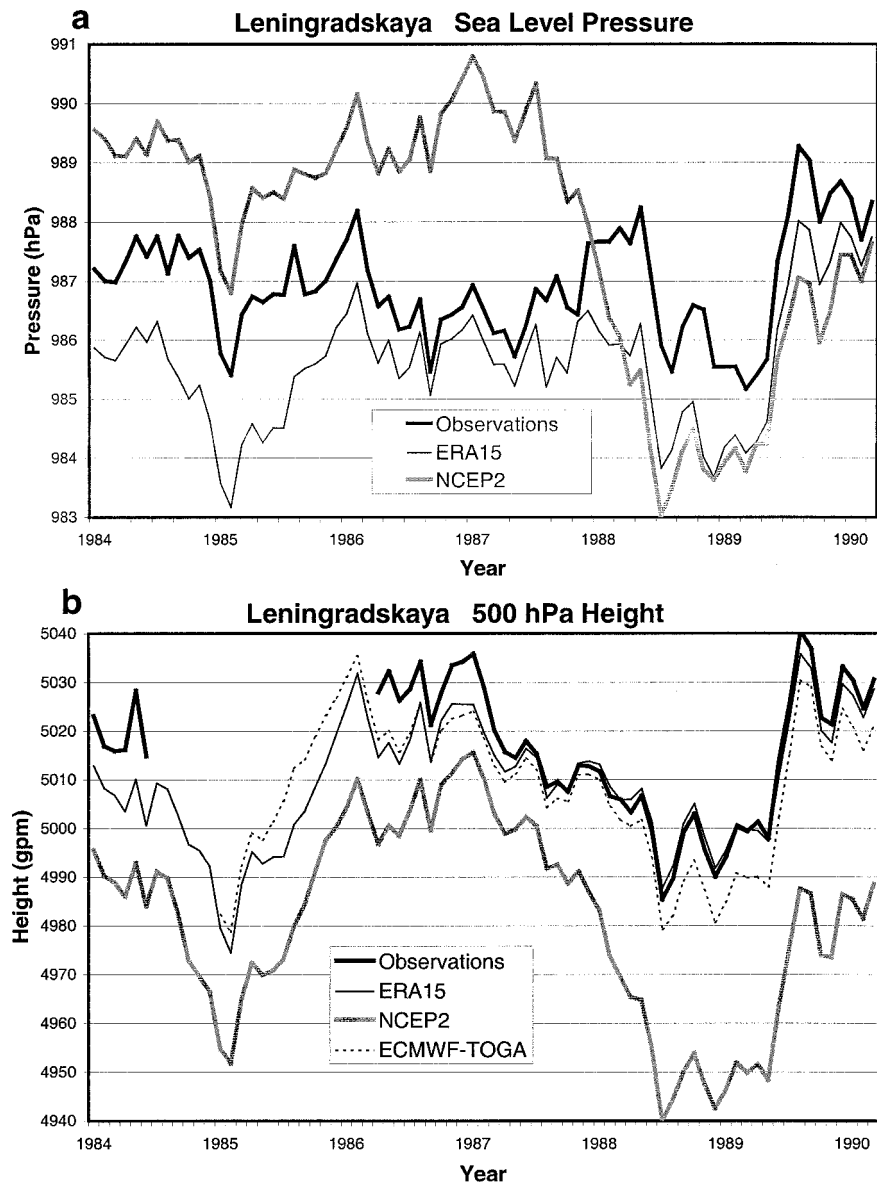 a
Leningradskaya Sea Level Pressure
991
990
989
988
987
986
985
984
983
Pressure (hPa)
Observations
ERA15
NCEP2
1984 1985 1986 1987 1988 1989 1990
Year
b
Leningradskaya 500 hPa Height
5040
5030
5020
5010
5000
4990
4980
4970
4960
4950
4940
Height (gpm)
Observations
ERA15
NCEP2
ECMWF-TOGA
1984 1985 1986 1987 1988 1989 1990
Year